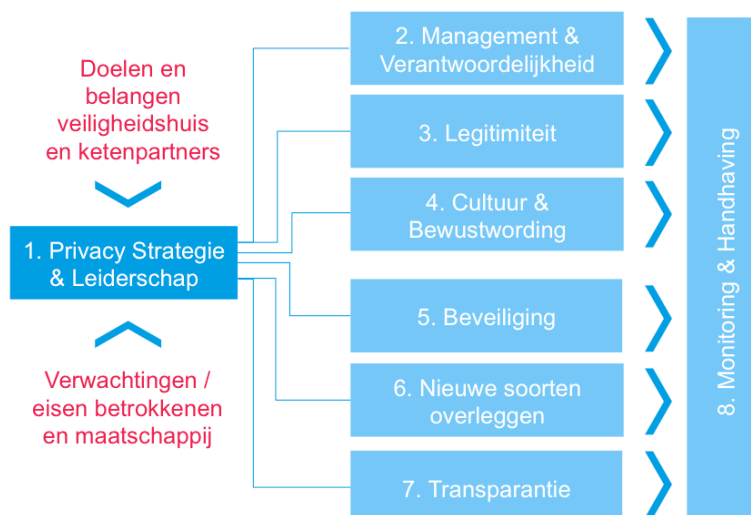 Doelen en
belangen
veiligheidshuis
en ketenpartners
1. Privacy Strategie
& Leiderschap
Verwachtingen /
eisen betrokkenen
en maatschappij
2. Management &
Verantwoordelijkheid
3. Legitimiteit
4. Cultuur &
Bewustwording
5. Beveiliging
6. Nieuwe soorten
overleggen
7. Transparantie
8. Monitoring & Handhaving